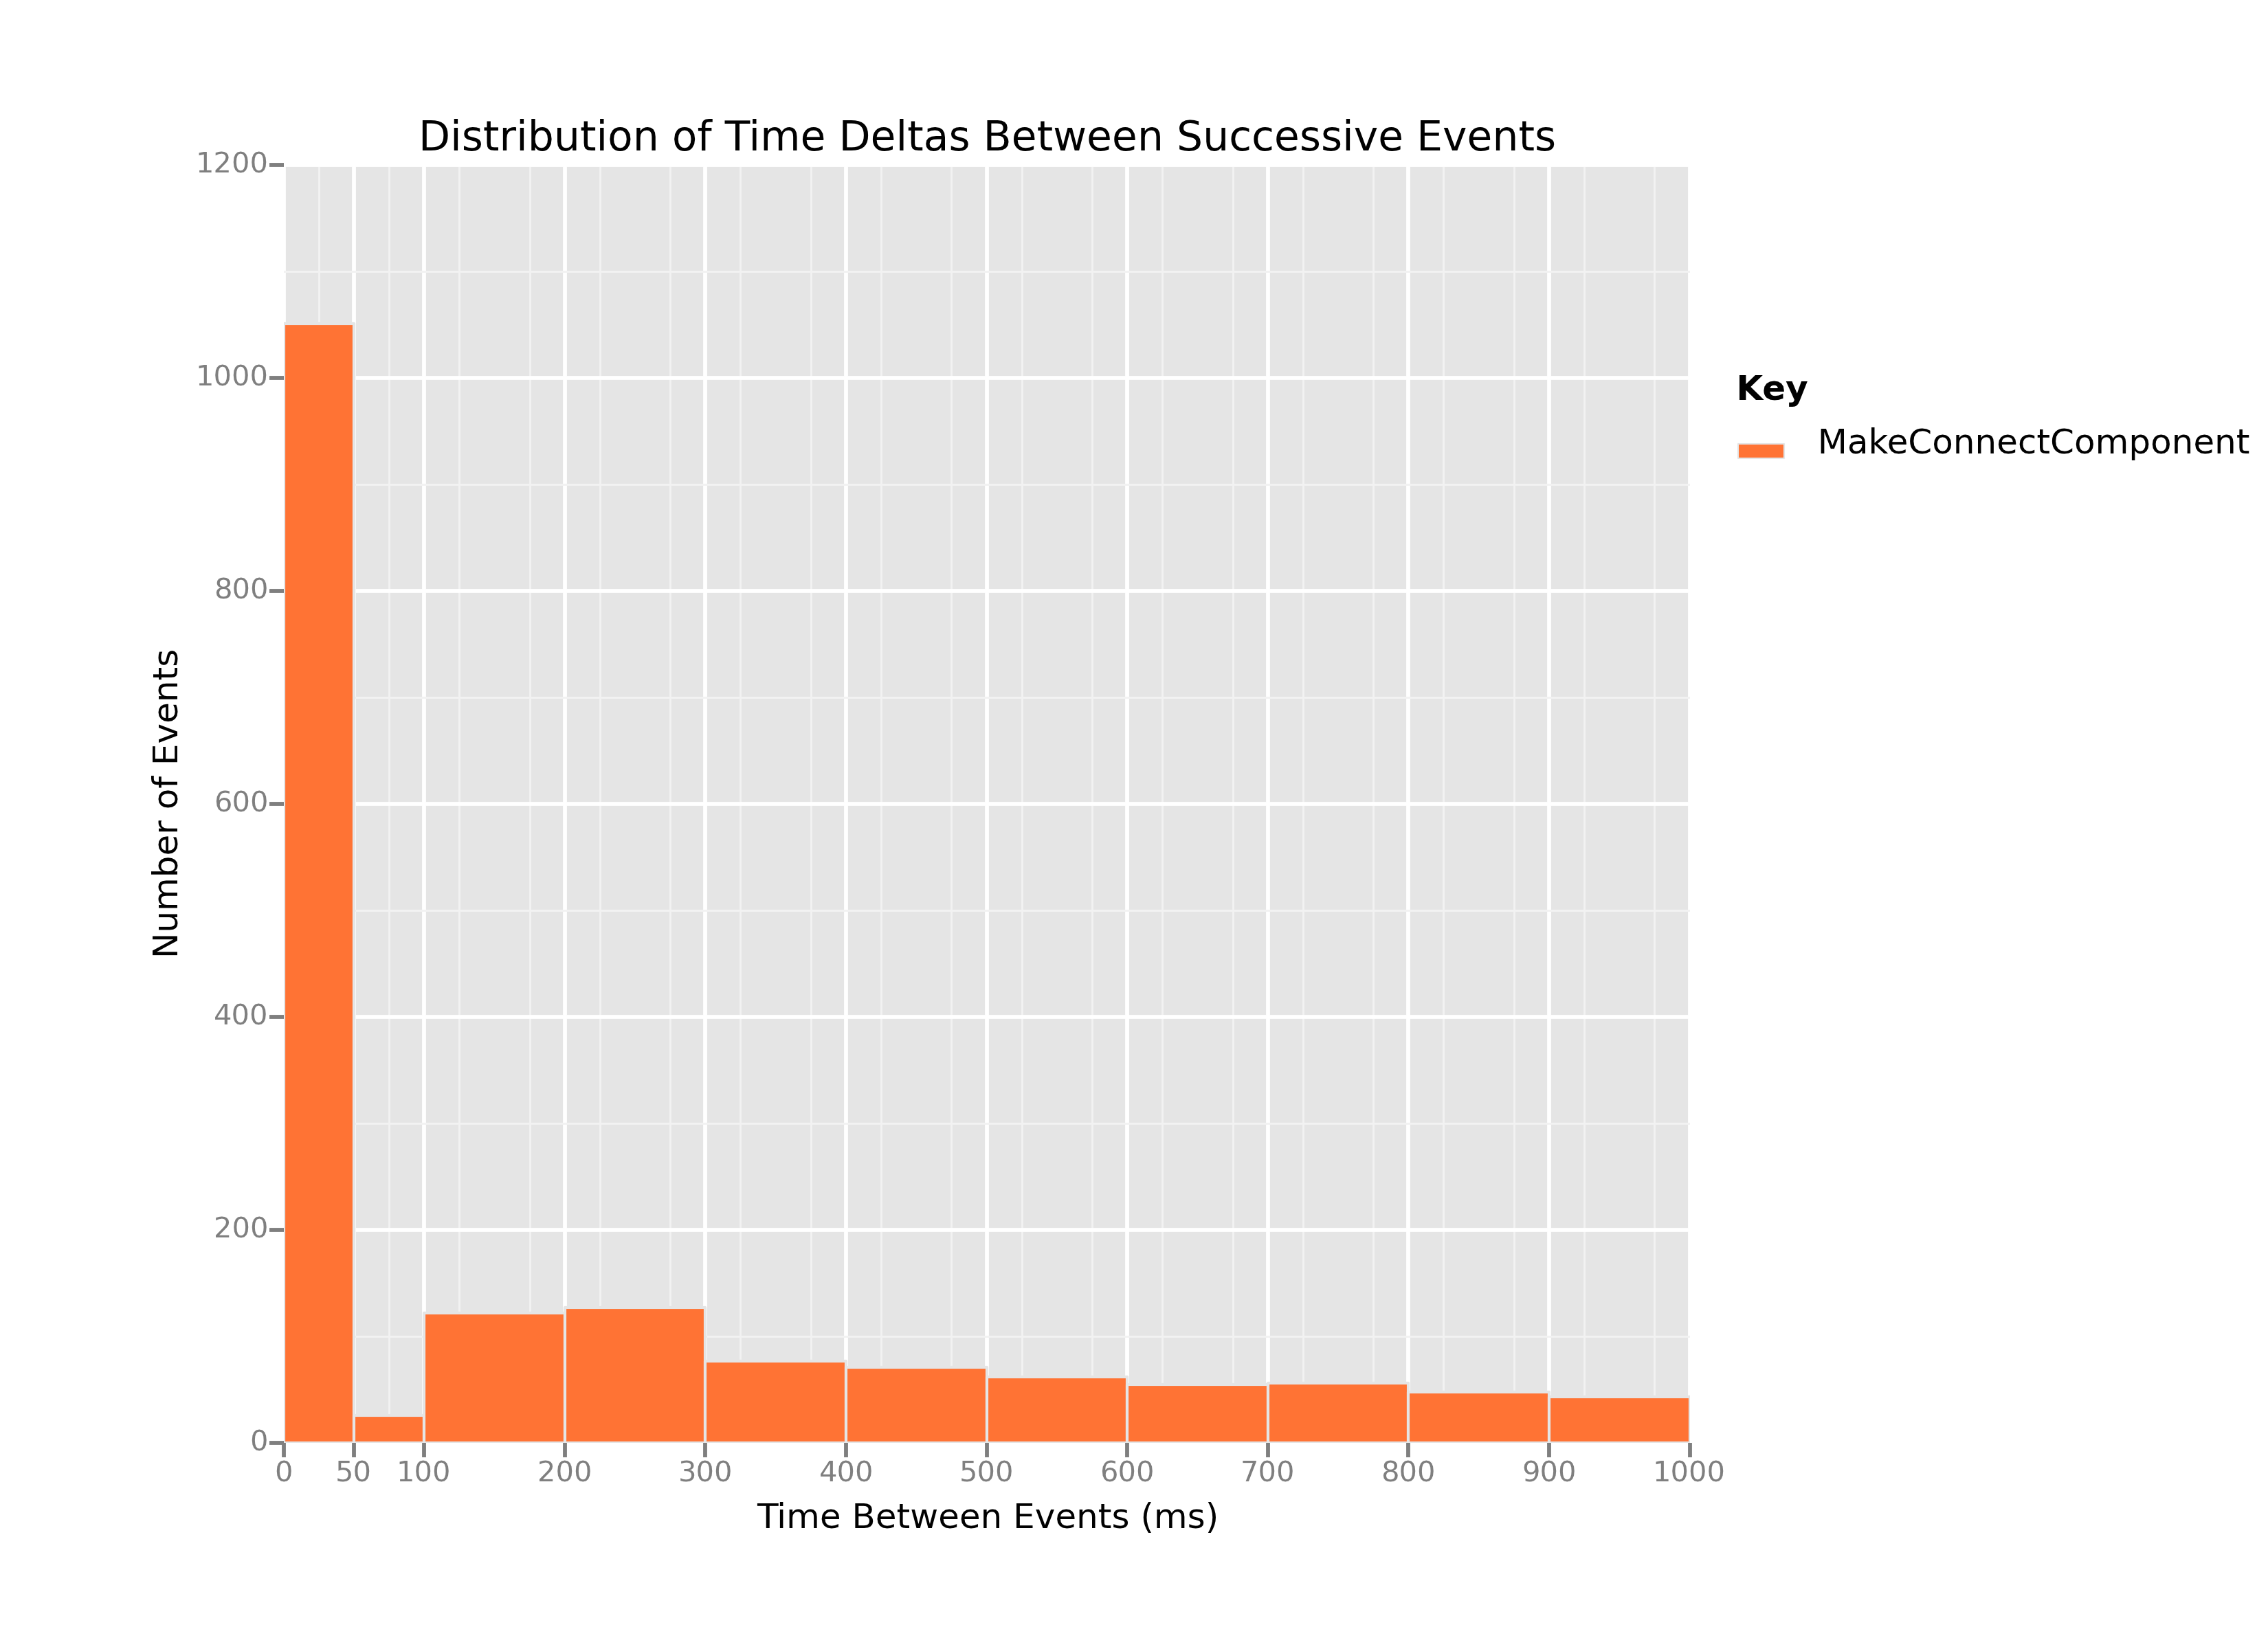 Distribution of Time Deltas Between Successive Events
1200
1000
800
600
400
200
0
Number of Events
0 50 100 200 300 400 500 600 700 800 900 1000
Time Between Events (ms)
Key
MakeConnectComponent